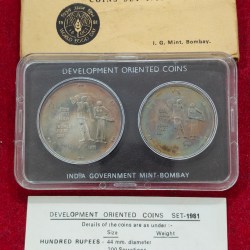 COINS SET
I. G. Mint, Bombay.
DEVELOPMENT ORIENTED COINS
INDIA GOVERNMENT MINT-BOMBAY
DEVELOPMENT ORIENTED COINS SET-1981
Details of the coins are as under :-
Size Weight
HUNDRED RUPEES- 44 mm. diameter